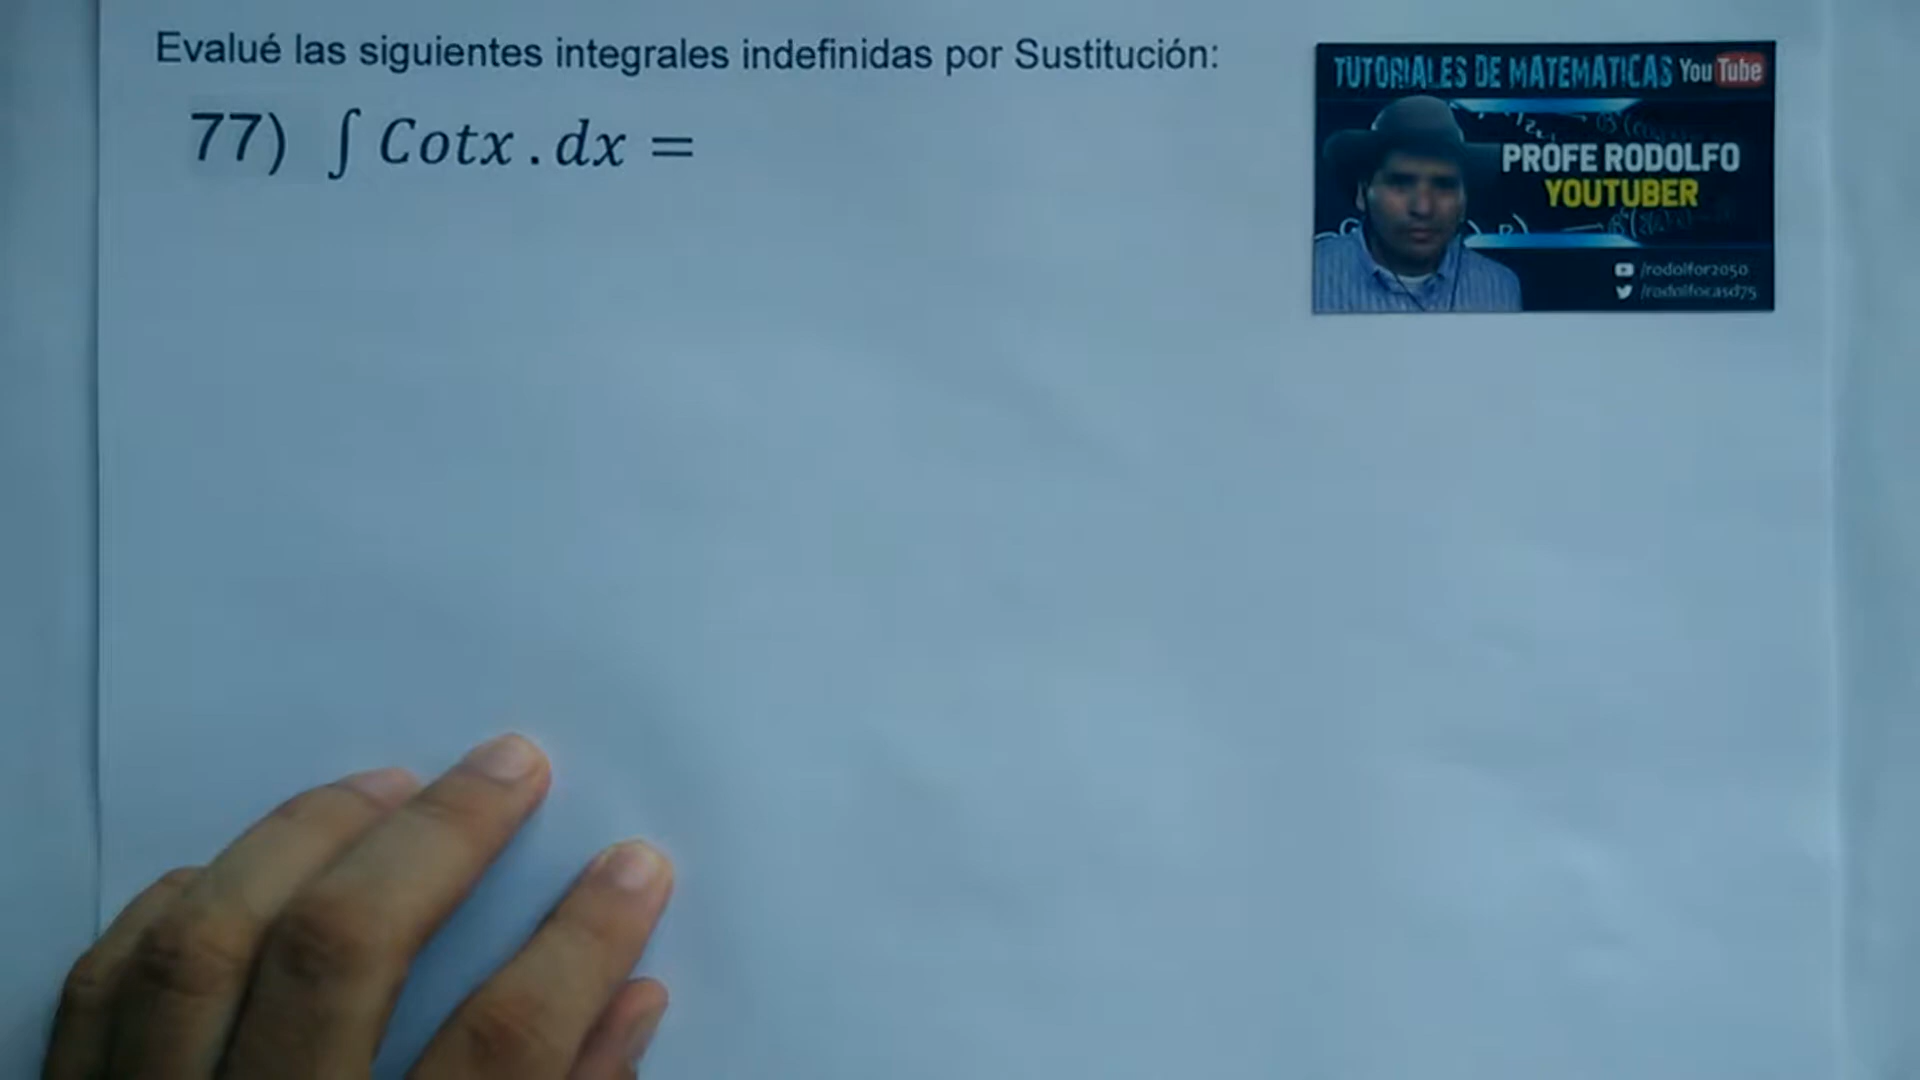 Evalué las siguientes integrales indefinidas por Sustitución:
77) ∫ Cotx . dx =
TUTORIALES DE MATEMATICAS YouTube
PROFE RODOLFO
YOUTUBER
/rodolfor2050
/rodolfocasd75